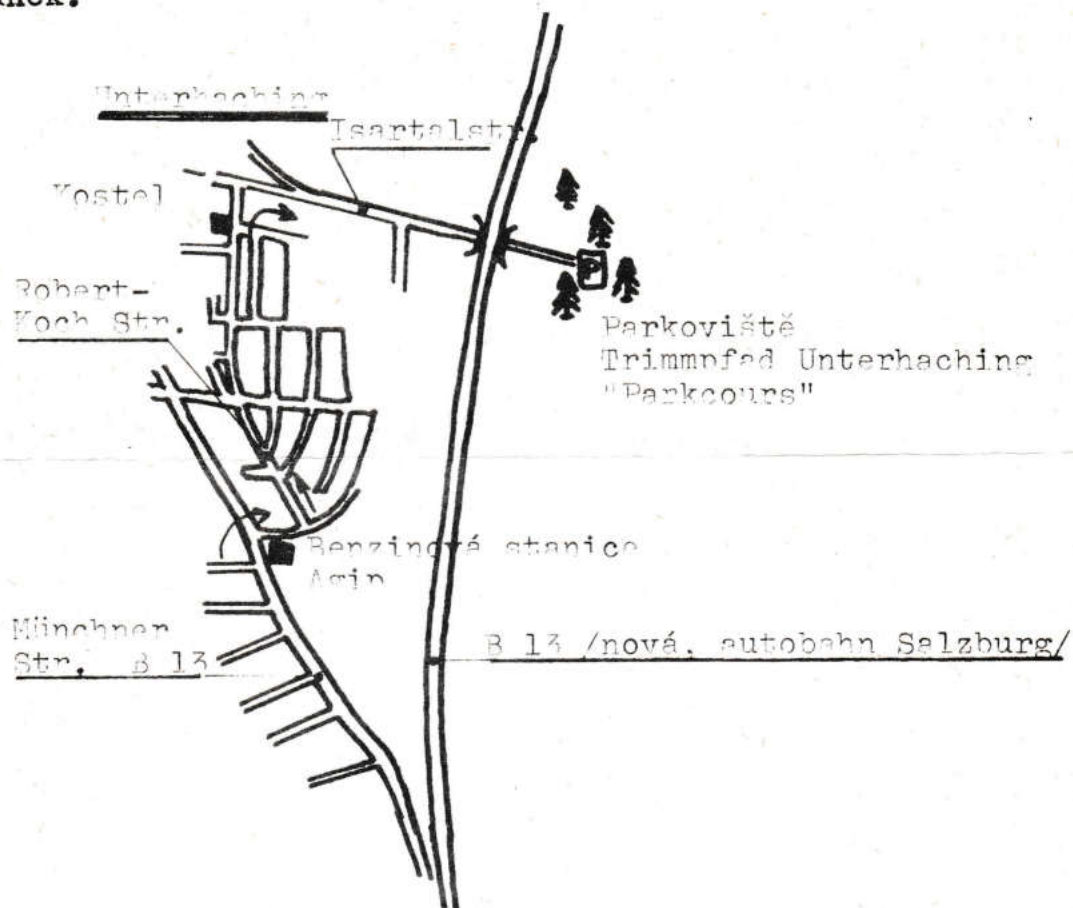 Unterhaching
Isartalstr.
Kostel
Robert-
Koch Str.
P
Parkoviště
Trimmpfad Unterhaching
"Parkcours"
Benzinová stanice
Agip
Münchner
Str. B 13
B 13 /nová, autobahn Salzburg/